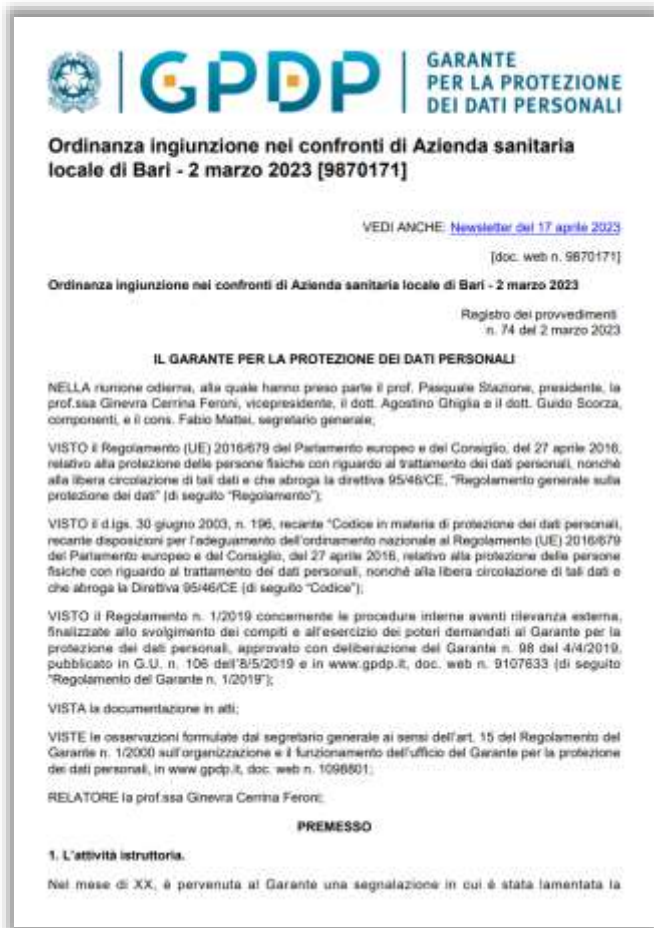 GPDP
GARANTE
PER LA PROTEZIONE
DEI DATI PERSONALI
Ordinanza ingiunzione nei confronti di Azienda sanitaria
locale di Bari - 2 marzo 2023 [9870171]
VEDI ANCHE: Newsletter del 17 aprile 2023
[doc. web n. 9870171]
Ordinanza ingiunzione nei confronti di Azienda sanitaria locale di Bari - 2 marzo 2023
Registro dei provvedimenti
n. 74 del 2 marzo 2023
IL GARANTE PER LA PROTEZIONE DEI DATI PERSONALI
NELLA riunione odierna, alla quale hanno preso parte il prof. Pasquale Stazione, presidente, la
prof.ssa Ginevra Cerrina Feroni, vicepresidente, il dott. Agostino Ghiglia e il dott. Guido Scorza,
componenti, e il cons. Fabio Mattei, segretario generale;
VISTO il Regolamento (UE) 2016/679 del Parlamento europeo e del Consiglio, del 27 aprile 2016,
relativo alla protezione delle persone fisiche con riguardo al trattamento dei dati personali, nonché
alla libera circolazione di tali dati e che abroga la direttiva 95/46/CE, "Regolamento generale sulla
protezione dei dati" (di seguito "Regolamento");
VISTO il d.lgs. 30 giugno 2003, n. 196, recante "Codice in materia di protezione dei dati personali,
recante disposizioni per l'adeguamento dell'ordinamento nazionale al Regolamento (UE) 2016/679
del Parlamento europeo e del Consiglio, del 27 aprile 2016, relativo alla protezione delle persone
fisiche con riguardo al trattamento dei dati personali, nonché alla libera circolazione di tali dati e
che abroga la Direttiva 95/46/CE (di seguito "Codice");
VISTO il Regolamento n. 1/2019 concernente le procedure interne aventi rilevanza esterna,
finalizzate allo svolgimento dei compiti e all'esercizio dei poteri demandati al Garante per la
protezione dei dati personali, approvato con deliberazione del Garante n. 98 del 4/4/2019,
pubblicato in G.U. n. 106 dell'8/5/2019 e in www.gpdp.it, doc. web n. 9107633 (di seguito
"Regolamento del Garante n. 1/2019");
VISTA la documentazione in atti;
VISTE le osservazioni formulate dal segretario generale ai sensi dell'art. 15 del Regolamento del
Garante n. 1/2000 sull'organizzazione e il funzionamento dell'ufficio del Garante per la protezione
dei dati personali, in www.gpdp.it, doc. web n. 1098801;
RELATORE la prof.ssa Ginevra Cerrina Feroni;
PREMESSO
1. L'attività istruttoria.
Nel mese di XX, è pervenuta al Garante una segnalazione in cui è stata lamentata la